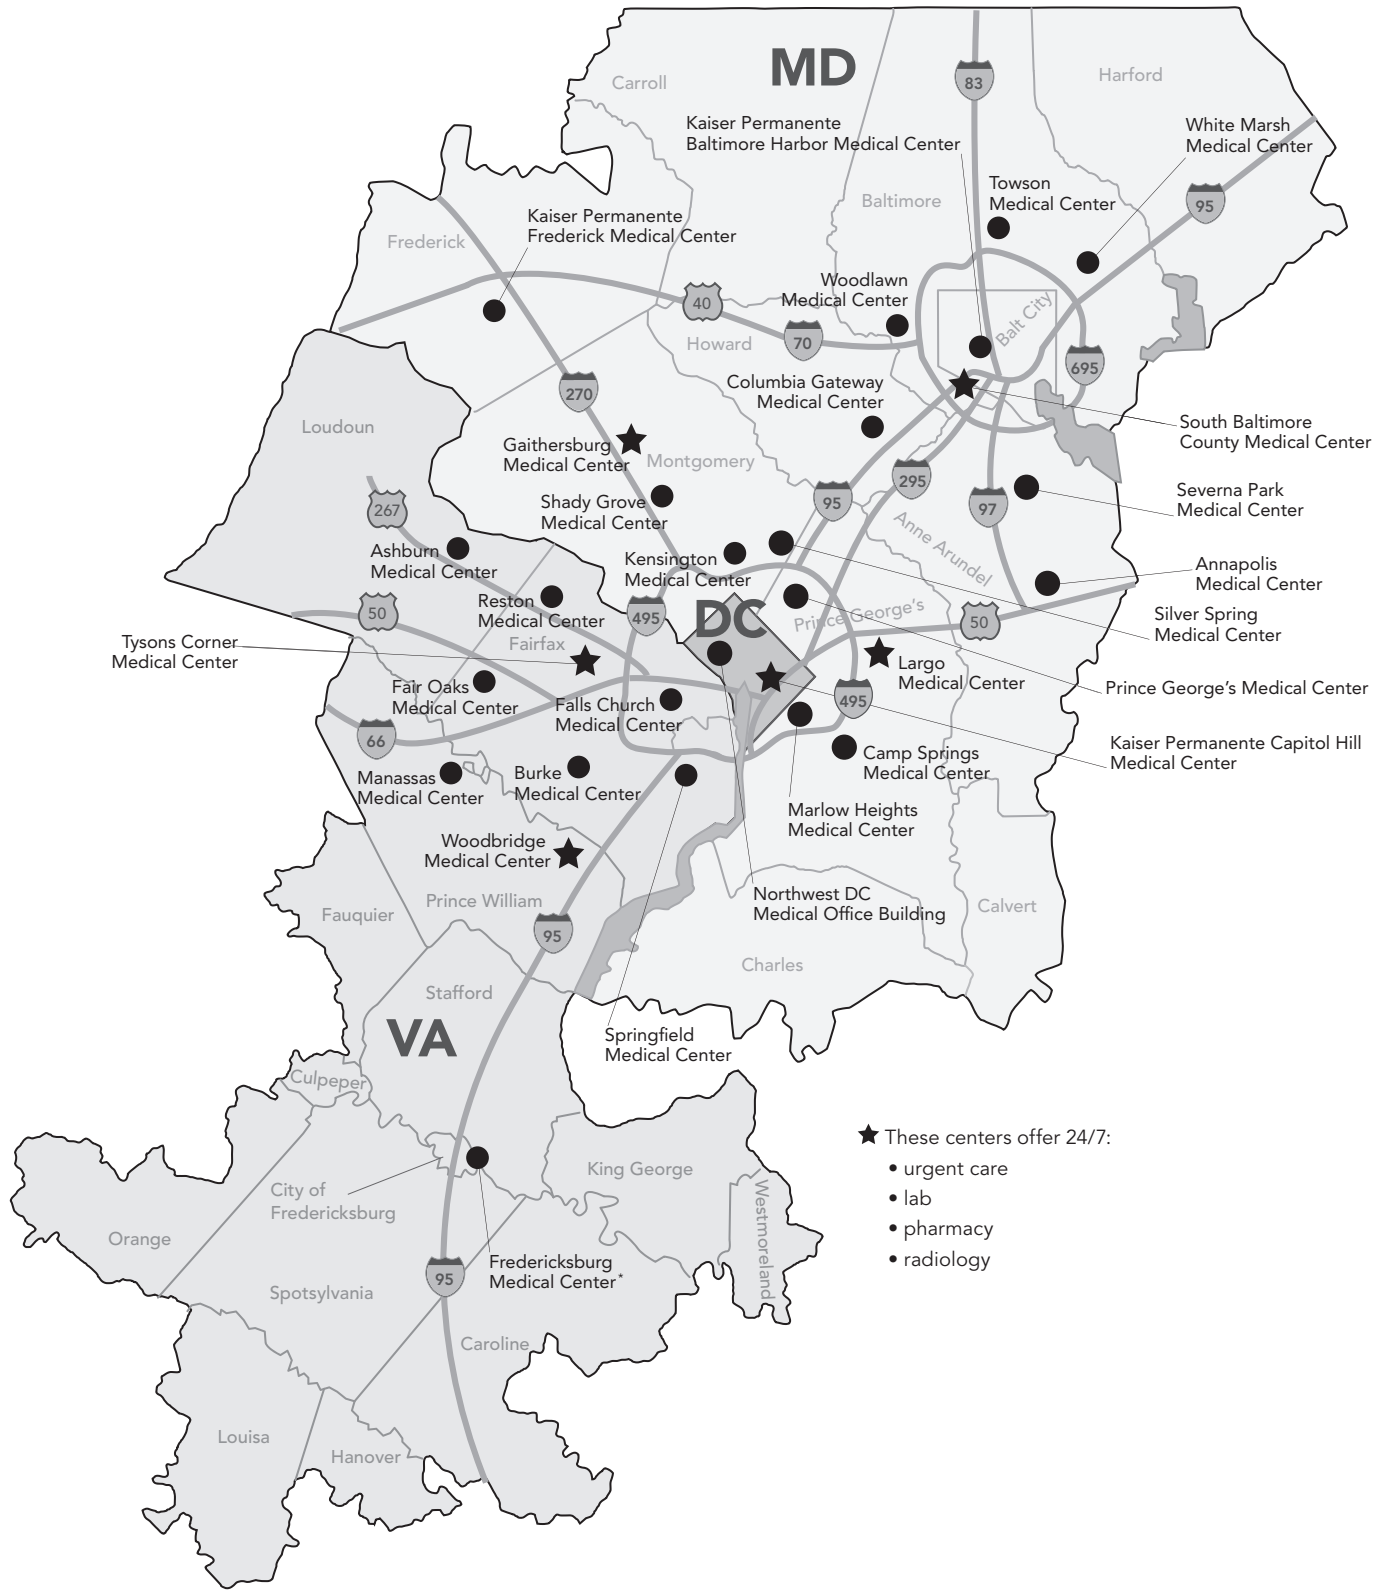 MD
Carroll
83
Harford
Kaiser Permanente
Baltimore Harbor Medical Center
White Marsh
Medical Center
Towson
Medical Center
Baltimore
95
Kaiser Permanente
Frederick Medical Center
Frederick
Woodlawn
Medical Center
40
70
Howard
Balt City
695
Columbia Gateway
Medical Center
270
Loudoun
South Baltimore
County Medical Center
Gaithersburg
Medical Center
Montgomery
295
95
97
Severna Park
Medical Center
Shady Grove
Medical Center
267
Anne Arundel
Ashburn
Medical Center
Kensington
Medical Center
Annapolis
Medical Center
Reston
Medical Center
50
495
DC
Prince George's
50
Silver Spring
Medical Center
Tysons Corner
Medical Center
Fairfax
Largo
Medical Center
Prince George's Medical Center
Fair Oaks
Medical Center
Falls Church
Medical Center
495
66
Kaiser Permanente Capitol Hill
Medical Center
Camp Springs
Medical Center
Manassas
Medical Center
Burke
Medical Center
Marlow Heights
Medical Center
Woodbridge
Medical Center
Northwest DC
Medical Office Building
Prince William
Fauquier
Calvert
95
Charles
Stafford
VA
Springfield
Medical Center
Culpeper
These centers offer 24/7:
• urgent care
• lab
• pharmacy
• radiology
King George
City of
Fredericksburg
Westmoreland
Orange
Fredericksburg
Medical Center*
95
Spotsylvania
Caroline
Louisa
Hanover